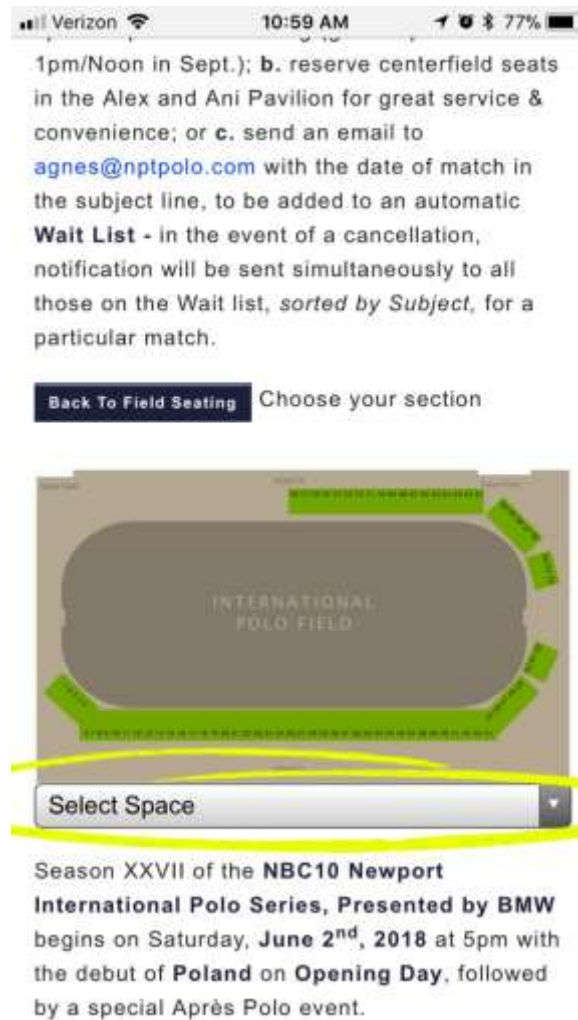 Verizon 10:59 AM 77%
1pm/Noon in Sept.); b. reserve centerfield seats
in the Alex and Ani Pavilion for great service &
convenience; or c. send an email to
agnes@nptpolo.com with the date of match in
the subject line, to be added to an automatic
Wait List - in the event of a cancellation,
notification will be sent simultaneously to all
those on the Wait list, sorted by Subject, for a
particular match.
Back To Field Seating Choose your section
INTERNATIONAL
POLO FIELD
Select Space
Season XXVII of the NBC10 Newport
International Polo Series, Presented by BMW
begins on Saturday, June 2nd, 2018 at 5pm with
the debut of Poland on Opening Day, followed
by a special Après Polo event.